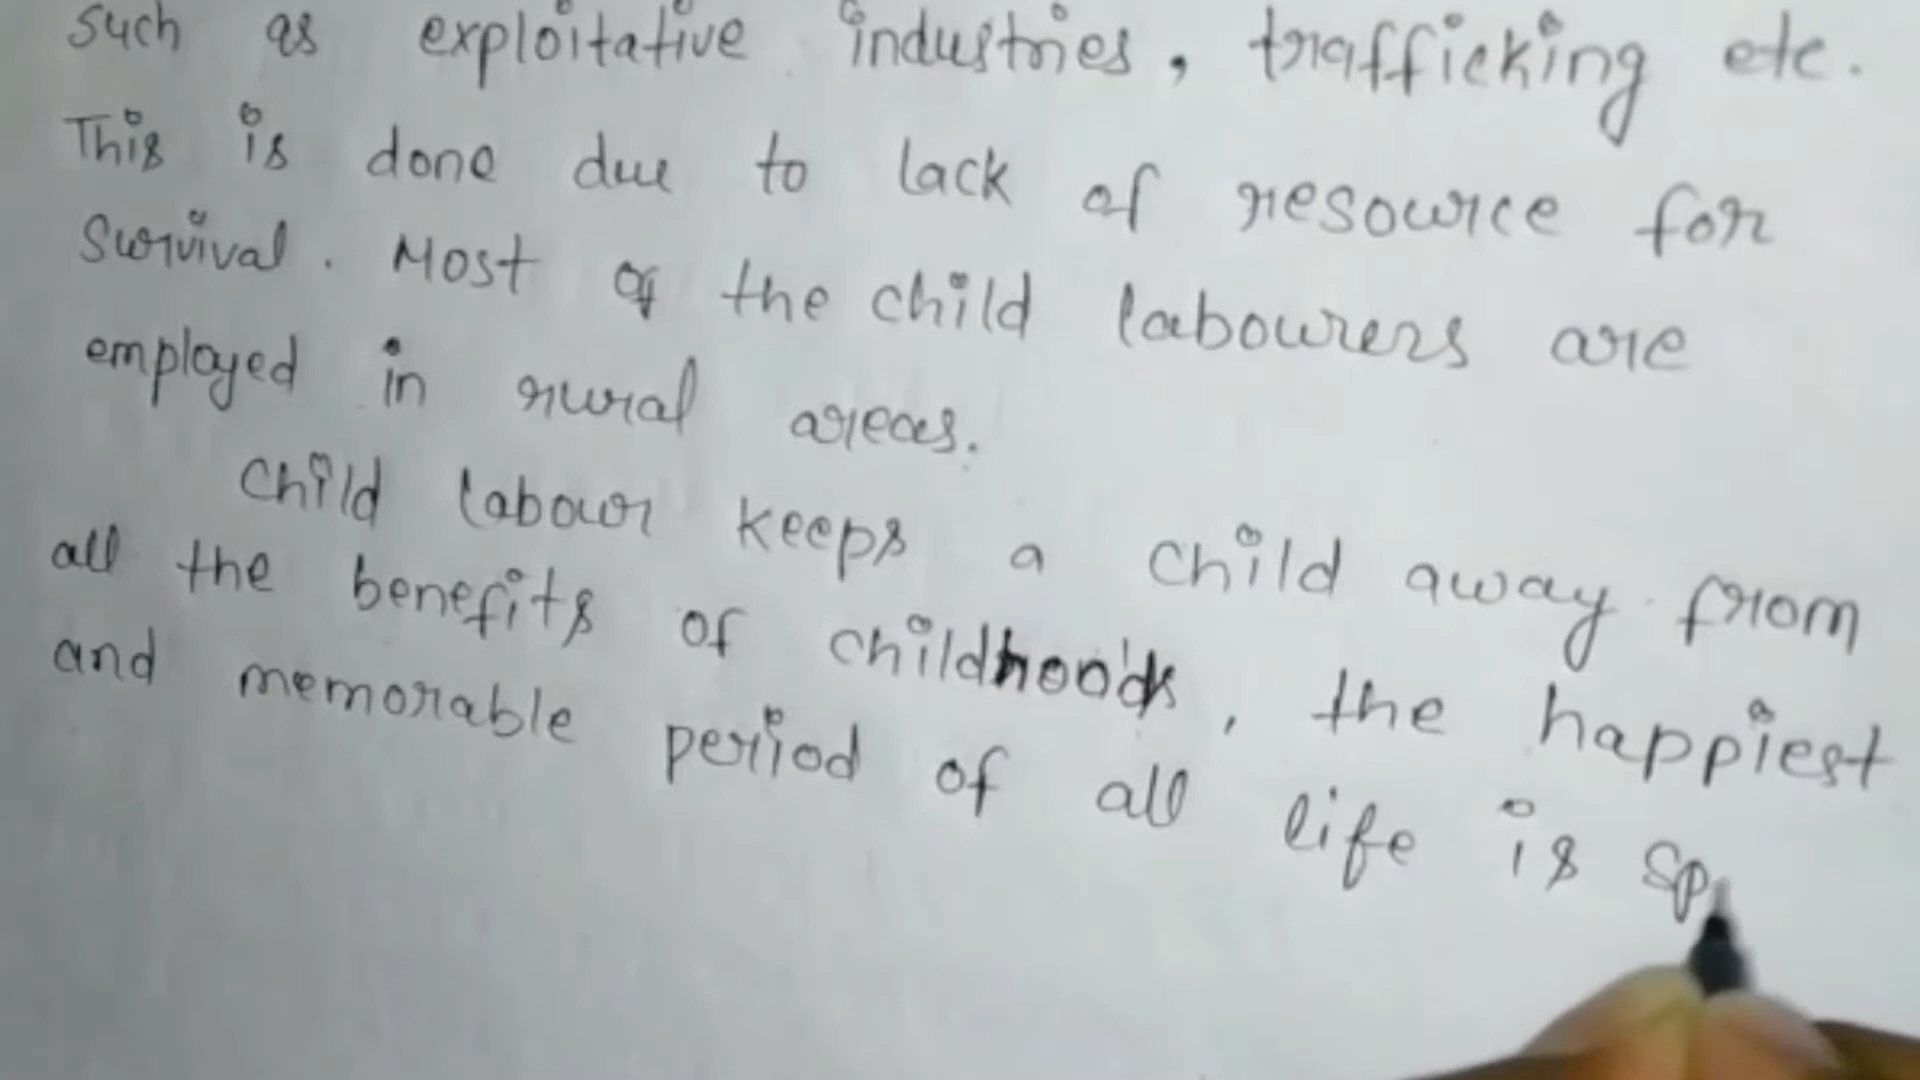 such as exploitative industries, trafficking etc.
This is done due to lack of resource for
survival. Most of the child labourers are
employed in rural areas.
Child labour keeps a child away from
all the benefits of childhoods, the happiest
and memorable period of all life is sp